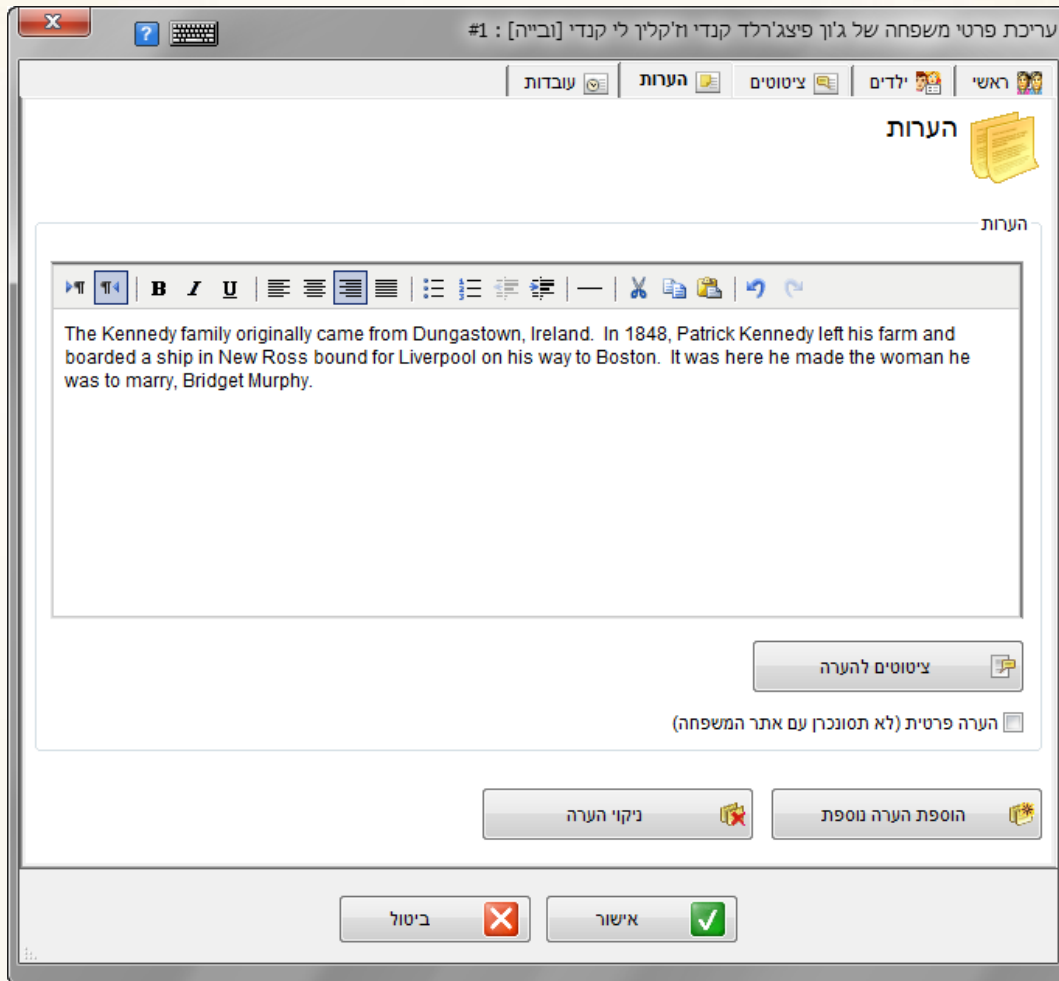 עריכת פרטי משפחה של ג'ון פיצג'רלד קנדי וז'קלין לי קנדי [ובייה] : #1
ראשי
ילדים
ציטוטים
הערות
עובדות
הערות
הערות
B I U
The Kennedy family originally came from Dungastown, Ireland.  In 1848, Patrick Kennedy left his farm and
boarded a ship in New Ross bound for Liverpool on his way to Boston.  It was here he made the woman he
was to marry, Bridget Murphy.
ציטוטים להערה
הערה פרטית (לא תסונכרן עם אתר המשפחה)
הוספת הערה נוספת
ניקוי הערה
אישור
ביטול